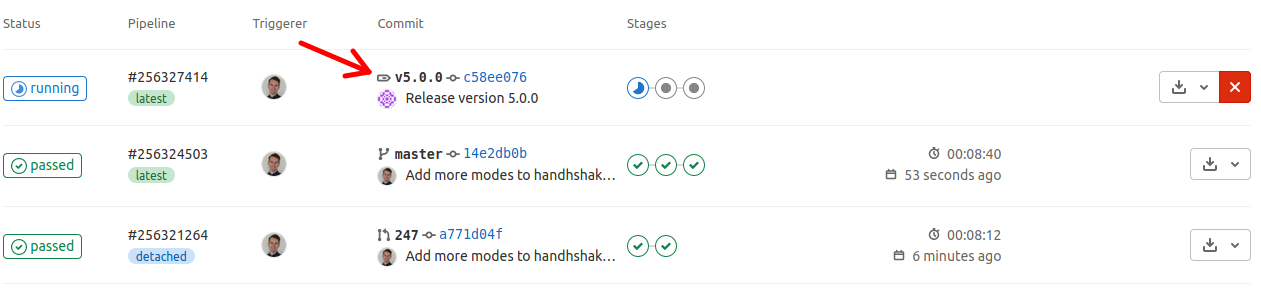 Status Pipeline Triggerer Commit Stages
running #256327414 v5.0.0 c58ee076
latest Release version 5.0.0
passed #256324503 master 14e2db0b 00:08:40
latest Add more modes to handhshak… 53 seconds ago
passed #256321264 247 a771d04f 00:08:12
detached Add more modes to handhshak… 6 minutes ago